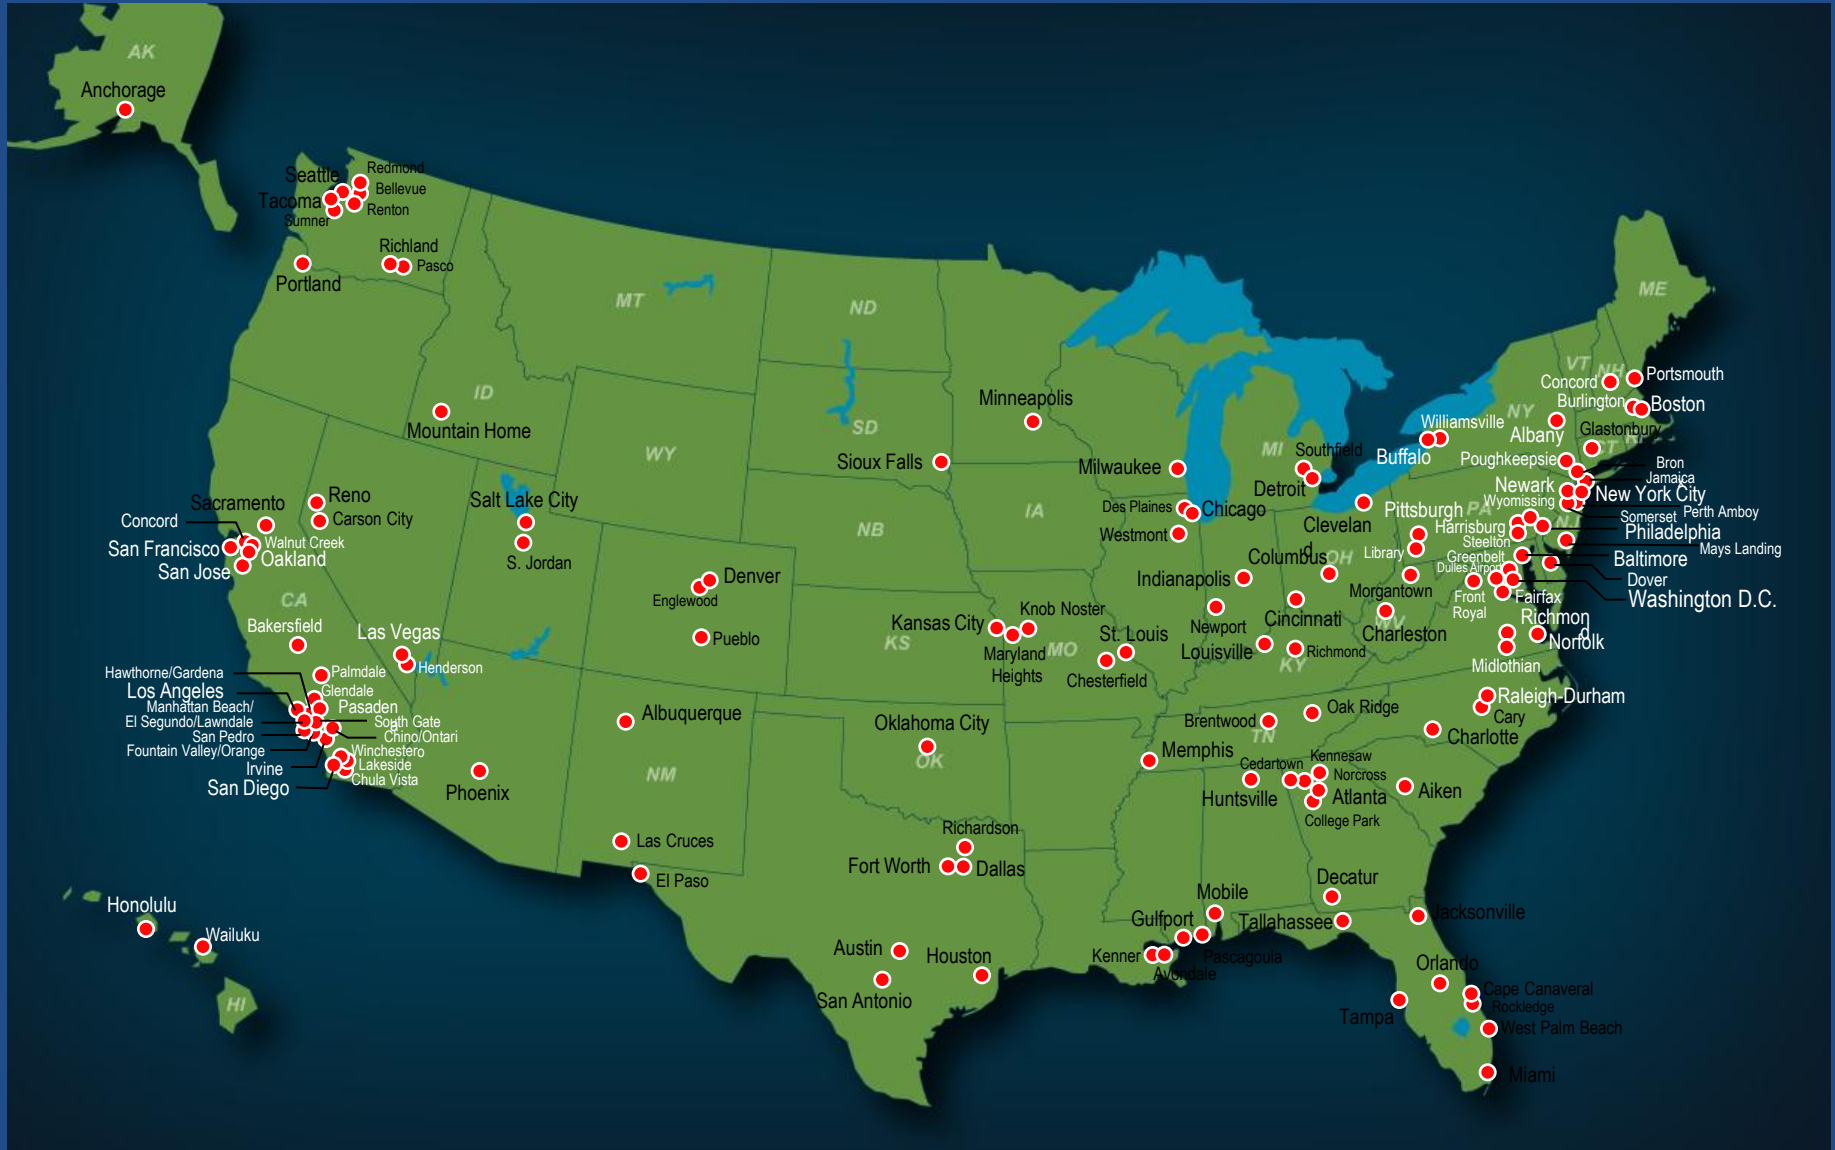 AK
Anchorage
Seattle
Redmond
Bellevue
Tacoma
Renton
Sumner
Richland
Pasco
Portland
MT
ND
ME
ID
Mountain Home
WY
SD
Sioux Falls
Minneapolis
Milwaukee
MI
Southfield
Detroit
VT
NH
Portsmouth
Concord
Burlington
Boston
NY
Williamsville
Buffalo
Albany
Glastonbury
CT
Poughkeepsie
Bron
Jamaica
Newark
New York City
Wyomissing
Perth Amboy
Somerset
Philadelphia
NJ
Mays Landing
PA
Pittsburgh
Harrisburg
Steelton
Library
Greenbelt
Dulles Airport
Baltimore
Dover
Washington D.C.
Front
Royal
Fairfax
Richmon
d
Norfolk
Midlothian
Sacramento
Reno
Carson City
Concord
Walnut Creek
San Francisco
Oakland
San Jose
CA
Salt Lake City
S. Jordan
Denver
Englewood
Pueblo
NB
IA
Des Plaines
Chicago
Westmont
Clevelan
d
Columbus
OH
Indianapolis
Newport
Cincinnati
Morgantown
WV
Charleston
Louisville
Richmond
KY
Kansas City
Knob Noster
Maryland
Heights
MO
St. Louis
Chesterfield
KS
Bakersfield
Las Vegas
Henderson
Hawthorne/Gardena
Palmdale
Los Angeles
Glendale
Manhattan Beach/
El Segundo/Lawndale
Pasaden
a
South Gate
San Pedro
Chino/Ontari
Fountain Valley/Orange
Winchestero
Irvine
Lakeside
San Diego
Chula Vista
Phoenix
Albuquerque
NM
Las Cruces
El Paso
Oklahoma City
OK
Richardson
Fort Worth
Dallas
Austin
Houston
San Antonio
Brentwood
Oak Ridge
TN
Memphis
Raleigh-Durham
Cary
Charlotte
Cedartown
Kennesaw
Norcross
Huntsville
Atlanta
College Park
Aiken
Decatur
Mobile
Gulfport
Tallahassee
Jacksonville
Kenner
Avondale
Pascagoula
Orlando
Cape Canaveral
Rockledge
Tampa
West Palm Beach
Miami
Honolulu
Wailuku
HI